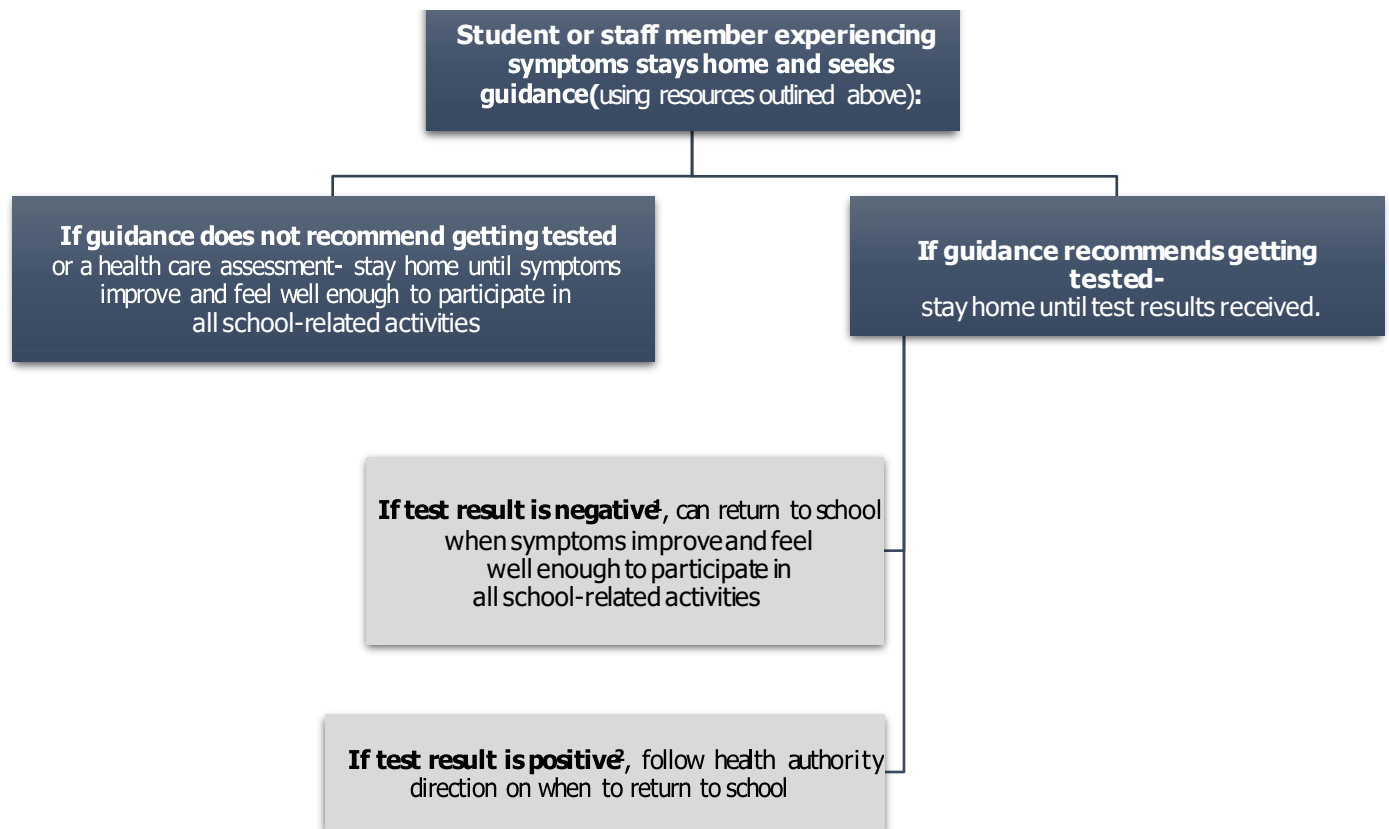 Student or staff member experiencing
symptoms stays home and seeks
guidance(using resources outlined above):
If guidance does not recommend getting tested
or a health care assessment- stay home until symptoms
improve and feel well enough to participate in
all school-related activities
If guidance recommends getting
tested-
stay home until test results received.
If test result is negative¹, can return to school
when symptoms improve and feel
well enough to participate in
all school-related activities
If test result is positive², follow health authority
direction on when to return to school